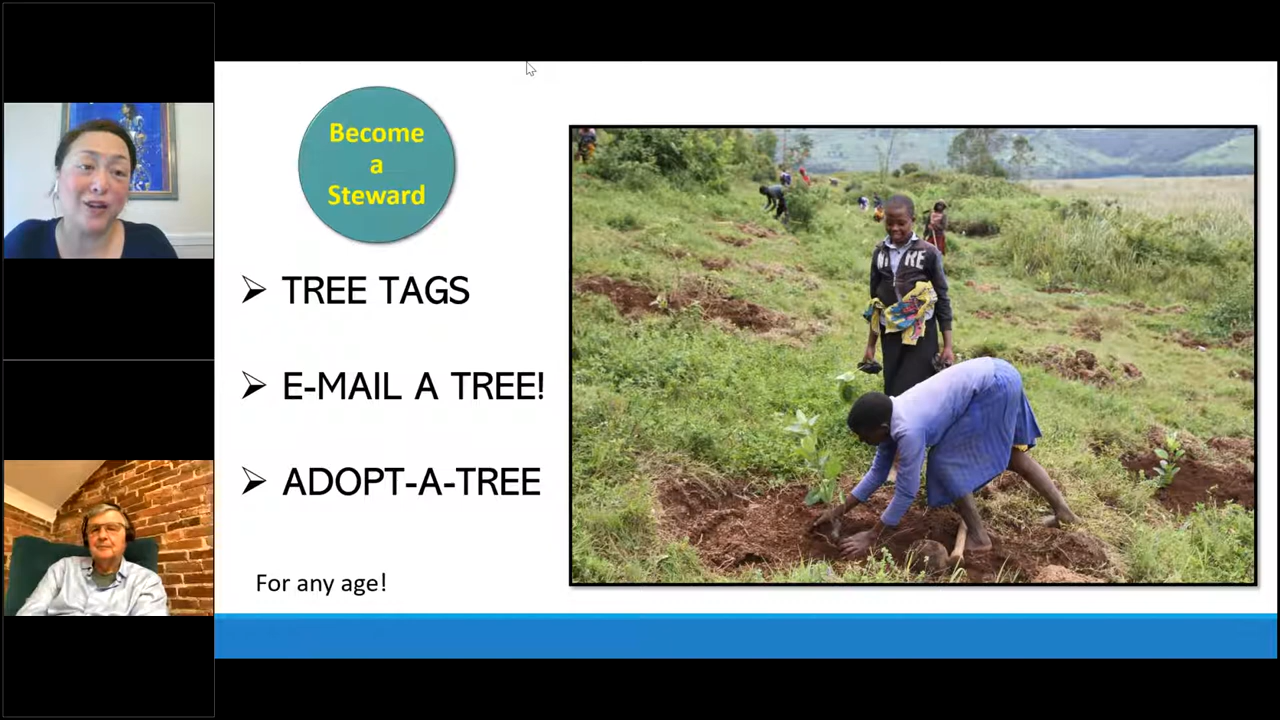 Become
a
Steward
TREE TAGS
E-MAIL A TREE!
ADOPT-A-TREE
For any age!